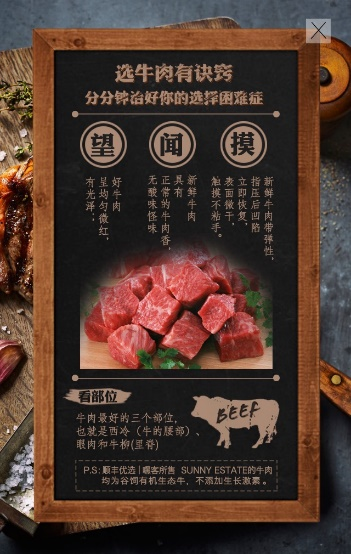 选牛肉有诀窍
分分钟治好你的选择困难症
望 闻 摸
好牛肉
呈均匀微红,
有光泽;
新鲜牛肉
具有
正常的牛肉香,
无酸味怪味
新鲜牛肉带弹性,
指压后凹陷
立即恢复,
表面微干,
触摸不粘手。
看部位
牛肉最好的三个部位,
也就是西冷(牛的腰部)、
眼肉和牛柳(里脊)
BEEF
P.S:顺丰优选|嚼客所售 SUNNY ESTATE的牛肉
均为谷饲有机生态牛,不添加生长激素。